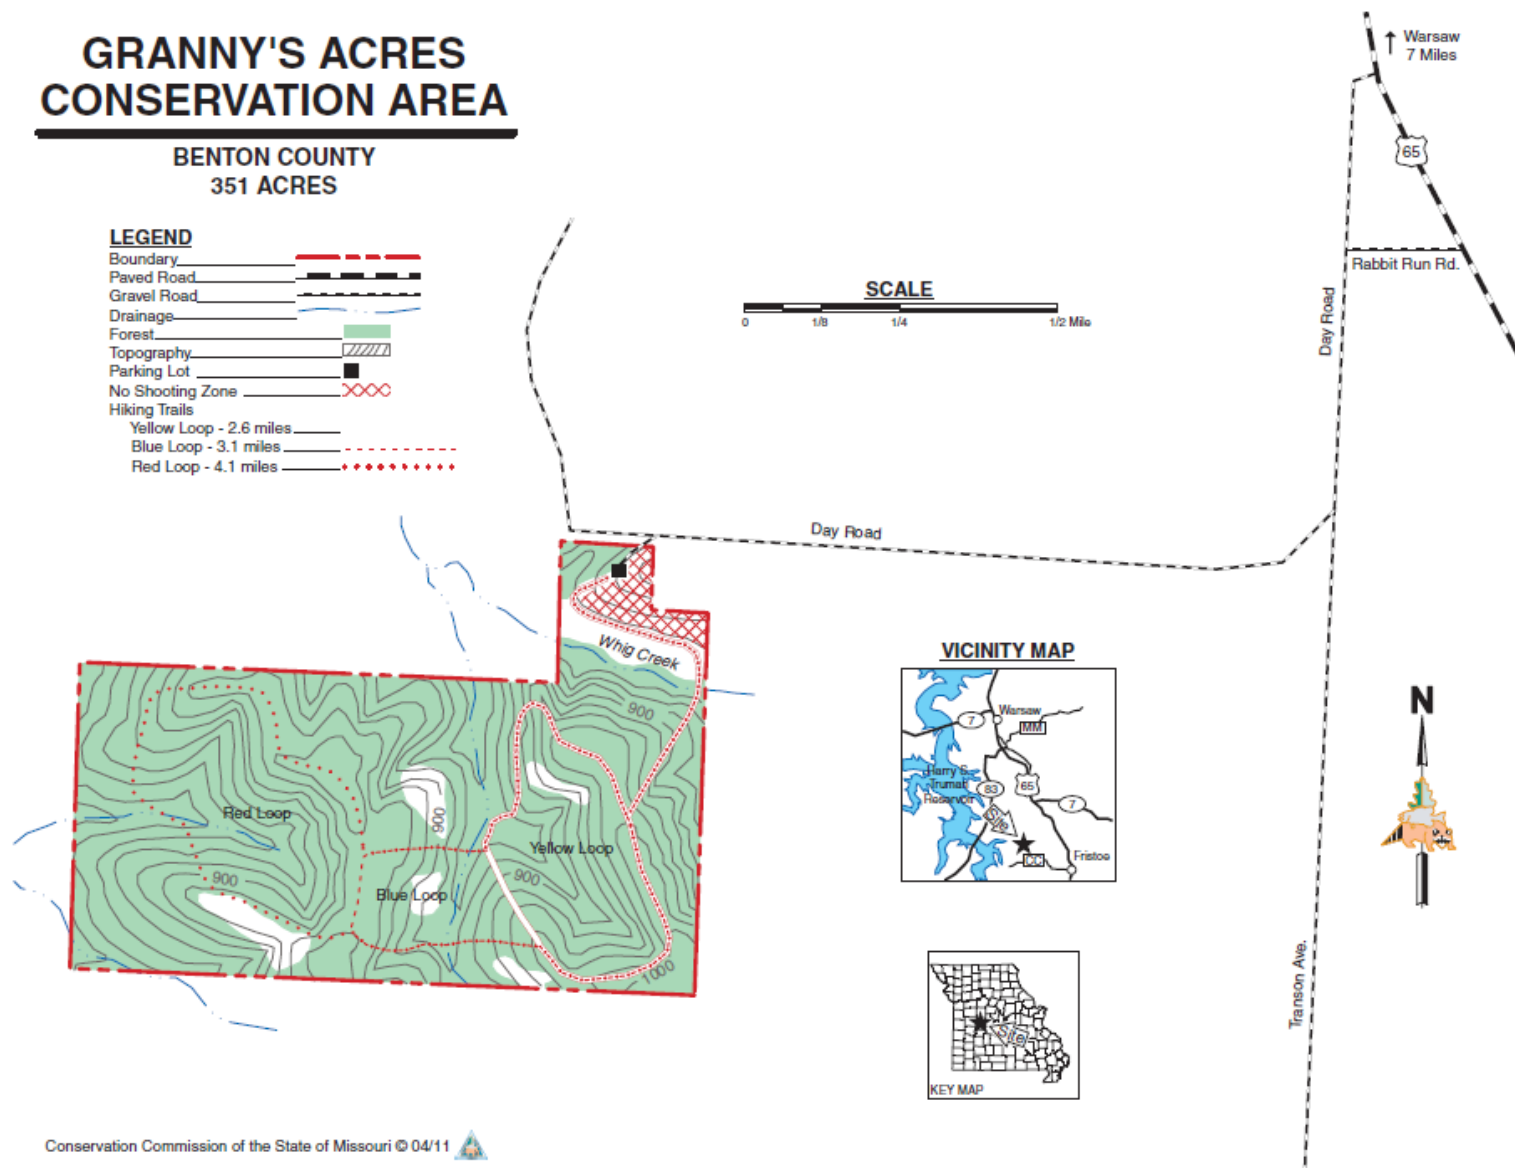 GRANNY'S ACRES
CONSERVATION AREA
BENTON COUNTY
351 ACRES
LEGEND
Boundary
Paved Road
Gravel Road
Drainage
Forest
Topography
Parking Lot
No Shooting Zone
Hiking Trails
Yellow Loop - 2.6 miles
Blue Loop - 3.1 miles
Red Loop - 4.1 miles
SCALE
0 1/8 1/4 1/2 Mile
Warsaw
7 Miles
65
Rabbit Run Rd.
Day Road
Day Road
Whig Creek
900
Red Loop
900
Yellow Loop
900
900
Blue Loop
1000
VICINITY MAP
Warsaw
7
MM
Harry S.
Truman
Reservoir
83
65
7
Site
CC
Fristoe
N
Transon Ave.
Site
KEY MAP
Conservation Commission of the State of Missouri © 04/11